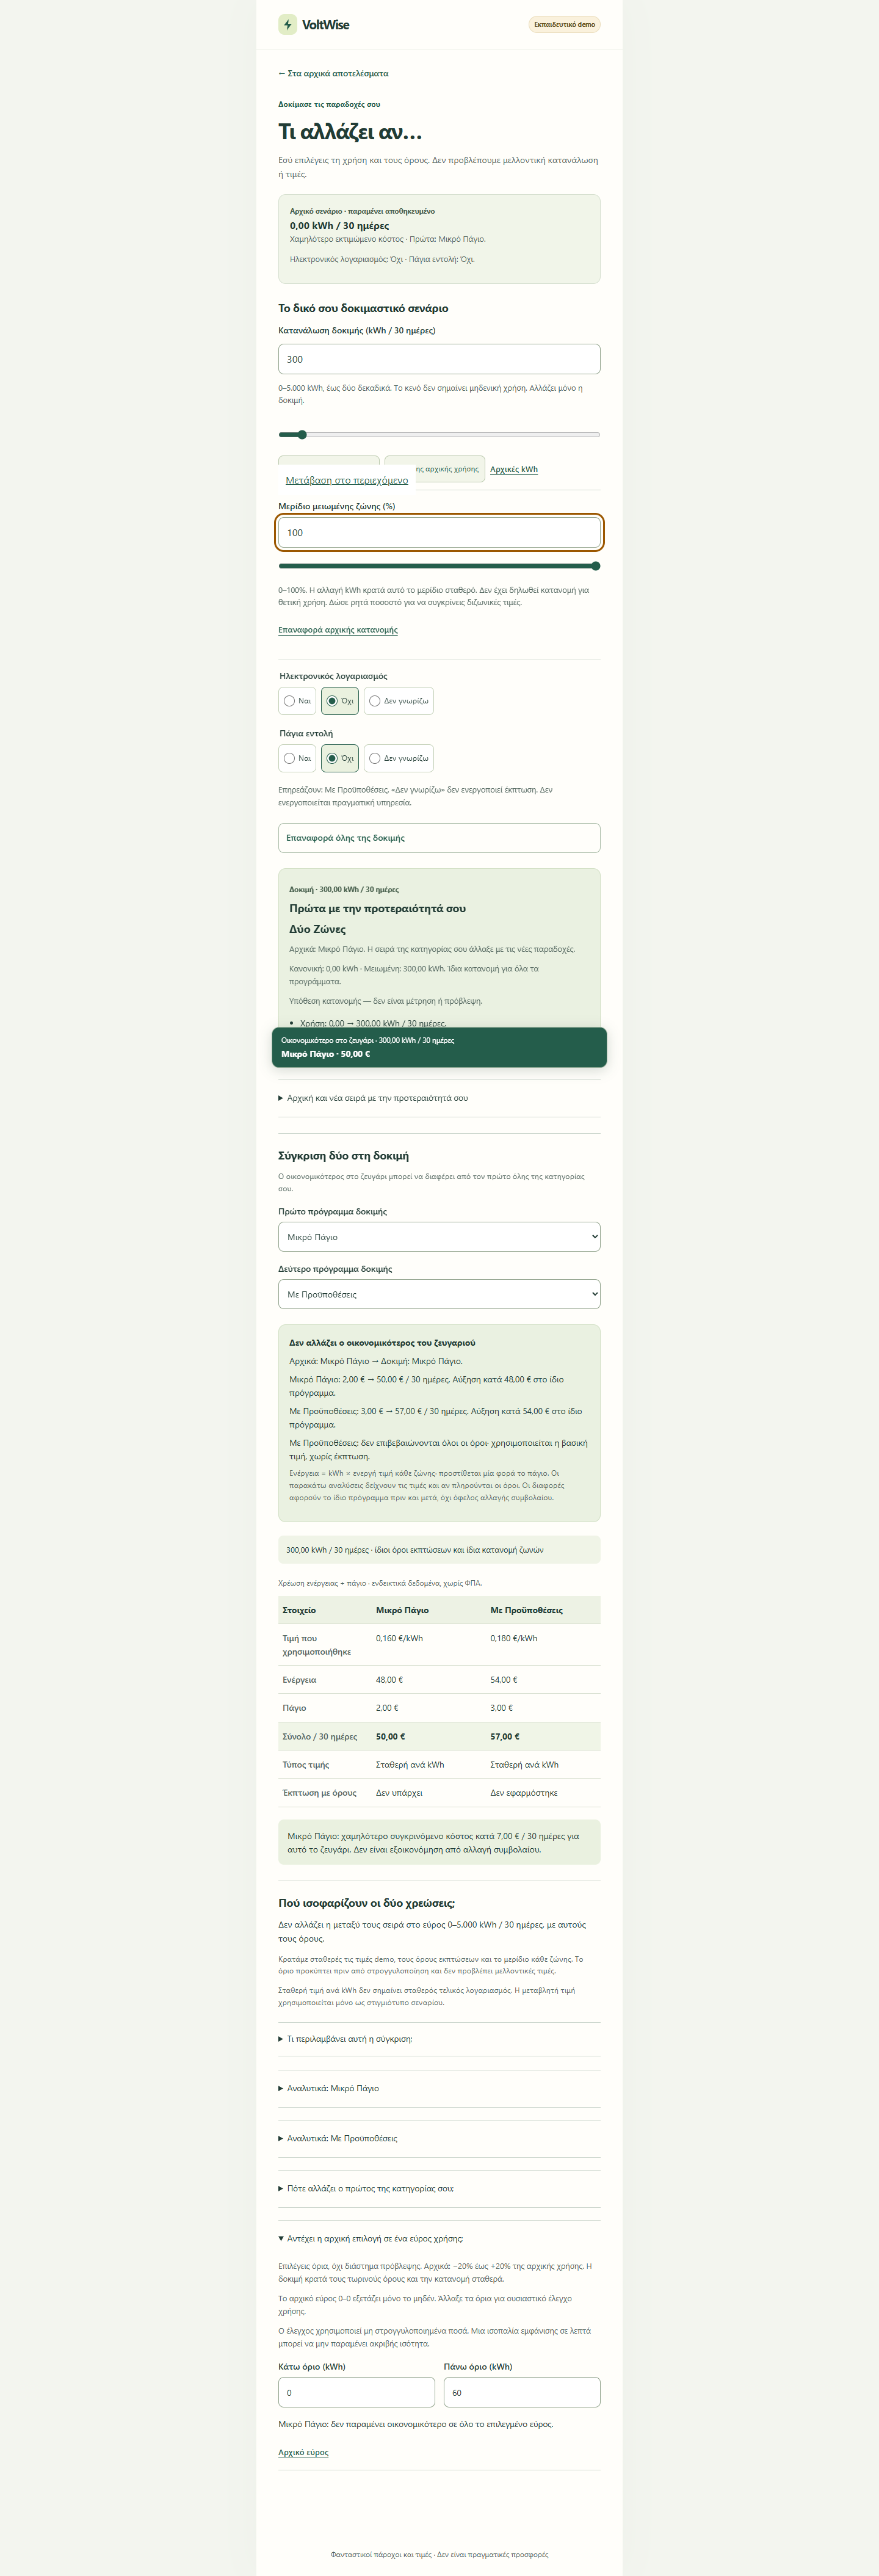 VoltWise
Εκπαιδευτικό demo
← Στα αρχικά αποτελέσματα
Δοκίμασε τις παραδοχές σου
Τι αλλάζει αν…
Εσύ επιλέγεις τη χρήση και τους όρους. Δεν προβλέπουμε μελλοντική κατανάλωση
ή τιμές.
Αρχικό σενάριο · παραμένει αποθηκευμένο
0,00 kWh / 30 ημέρες
Χαμηλότερο εκτιμώμενο κόστος · Πρώτα: Μικρό Πάγιο.
Ηλεκτρονικός λογαριασμός: Όχι · Πάγια εντολή: Όχι.
Το δικό σου δοκιμαστικό σενάριο
Κατανάλωση δοκιμής (kWh / 30 ημέρες)
300
0–5.000 kWh, έως δύο δεκαδικά. Το κενό δεν σημαίνει μηδενική χρήση. Αλλάζει μόνο η
δοκιμή.
ης αρχικής χρήσης
Αρχικές kWh
Μετάβαση στο περιεχόμενο
Μερίδιο μειωμένης ζώνης (%)
100
0–100%. Η αλλαγή kWh κρατά αυτό το μερίδιο σταθερό. Δεν έχει δηλωθεί κατανομή για
θετική χρήση. Δώσε ρητά ποσοστό για να συγκρίνεις διζωνικές τιμές.
Επαναφορά αρχικής κατανομής
Ηλεκτρονικός λογαριασμός
Ναι Όχι Δεν γνωρίζω
Πάγια εντολή
Ναι Όχι Δεν γνωρίζω
Επηρεάζουν: Με Προϋποθέσεις. «Δεν γνωρίζω» δεν ενεργοποιεί έκπτωση. Δεν
ενεργοποιείται πραγματική υπηρεσία.
Επαναφορά όλης της δοκιμής
Δοκιμή · 300,00 kWh / 30 ημέρες
Πρώτα με την προτεραιότητά σου
Δύο Ζώνες
Αρχικά: Μικρό Πάγιο. Η σειρά της κατηγορίας σου άλλαξε με τις νέες παραδοχές.
Κανονική: 0,00 kWh · Μειωμένη: 300,00 kWh. Ίδια κατανομή για όλα τα
προγράμματα.
Υπόθεση κατανομής — δεν είναι μέτρηση ή πρόβλεψη.
• Χρήση: 0,00 → 300,00 kWh / 30 ημέρες.
Οικονομικότερο στο ζευγάρι · 300,00 kWh / 30 ημέρες
Μικρό Πάγιο · 50,00 €
▶ Αρχική και νέα σειρά με την προτεραιότητά σου
Σύγκριση δύο στη δοκιμή
Ο οικονομικότερος στο ζευγάρι μπορεί να διαφέρει από τον πρώτο όλης της κατηγορίας
σου.
Πρώτο πρόγραμμα δοκιμής
Μικρό Πάγιο
Δεύτερο πρόγραμμα δοκιμής
Με Προϋποθέσεις
Δεν αλλάζει ο οικονομικότερος του ζευγαριού
Αρχικά: Μικρό Πάγιο → Δοκιμή: Μικρό Πάγιο.
Μικρό Πάγιο: 2,00 € → 50,00 € / 30 ημέρες. Αύξηση κατά 48,00 € στο ίδιο
πρόγραμμα.
Με Προϋποθέσεις: 3,00 € → 57,00 € / 30 ημέρες. Αύξηση κατά 54,00 € στο ίδιο
πρόγραμμα.
Με Προϋποθέσεις: δεν επιβεβαιώνονται όλοι οι όροι· χρησιμοποιείται η βασική
τιμή, χωρίς έκπτωση.
Ενέργεια = kWh × ενεργή τιμή κάθε ζώνης· προστίθεται μία φορά το πάγιο. Οι
παρακάτω αναλύσεις δείχνουν τις τιμές και αν πληρούνται οι όροι. Οι διαφορές
αφορούν το ίδιο πρόγραμμα πριν και μετά, όχι όφελος αλλαγής συμβολαίου.
300,00 kWh / 30 ημέρες · ίδιοι όροι εκπτώσεων και ίδια κατανομή ζωνών
Χρέωση ενέργειας + πάγιο · ενδεικτικά δεδομένα, χωρίς ΦΠΑ.
Στοιχείο Μικρό Πάγιο Με Προϋποθέσεις
Τιμή που
χρησιμοποιήθηκε 0,160 €/kWh 0,180 €/kWh
Ενέργεια 48,00 € 54,00 €
Πάγιο 2,00 € 3,00 €
Σύνολο / 30 ημέρες 50,00 € 57,00 €
Τύπος τιμής Σταθερή ανά kWh Σταθερή ανά kWh
Έκπτωση με όρους Δεν υπάρχει Δεν εφαρμόστηκε
Μικρό Πάγιο: χαμηλότερο συγκρινόμενο κόστος κατά 7,00 € / 30 ημέρες για
αυτό το ζευγάρι. Δεν είναι εξοικονόμηση από αλλαγή συμβολαίου.
Πού ισοφαρίζουν οι δύο χρεώσεις;
Δεν αλλάζει η μεταξύ τους σειρά στο εύρος 0–5.000 kWh / 30 ημέρες, με αυτούς
τους όρους.
Κρατάμε σταθερές τις τιμές demo, τους όρους εκπτώσεων και το μερίδιο κάθε ζώνης. Το
όριο προκύπτει πριν από στρογγυλοποίηση και δεν προβλέπει μελλοντικές τιμές.
Σταθερή τιμή ανά kWh δεν σημαίνει σταθερός τελικός λογαριασμός. Η μεταβλητή τιμή
χρησιμοποιείται μόνο ως στιγμιότυπο σεναρίου.
▶ Τι περιλαμβάνει αυτή η σύγκριση;
▶ Αναλυτικά: Μικρό Πάγιο
▶ Αναλυτικά: Με Προϋποθέσεις
▶ Πότε αλλάζει ο πρώτος της κατηγορίας σου;
▼ Αντέχει η αρχική επιλογή σε ένα εύρος χρήσης;
Επιλέγεις όρια, όχι διάστημα πρόβλεψης. Αρχικά: −20% έως +20% της αρχικής χρήσης. Η
δοκιμή κρατά τους τωρινούς όρους και την κατανομή σταθερά.
Το αρχικό εύρος 0–0 εξετάζει μόνο το μηδέν. Άλλαξε τα όρια για ουσιαστικό έλεγχο
χρήσης.
Ο έλεγχος χρησιμοποιεί μη στρογγυλοποιημένα ποσά. Μια ισοπαλία εμφάνισης σε λεπτά
μπορεί να μην παραμένει ακριβής ισότητα.
Κάτω όριο (kWh) Πάνω όριο (kWh)
0 60
Μικρό Πάγιο: δεν παραμένει οικονομικότερο σε όλο το επιλεγμένο εύρος.
Αρχικό εύρος
Φανταστικοί πάροχοι και τιμές · Δεν είναι πραγματικές προσφορές